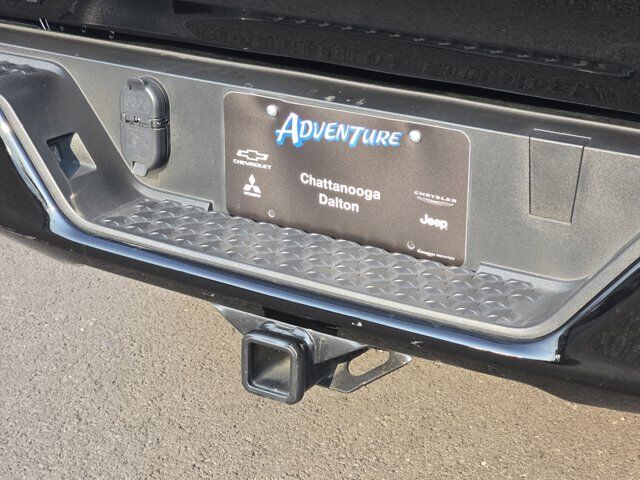 ADVENTURE
CHEVROLET
Chattanooga
Dalton
CHRYSLER
Jeep